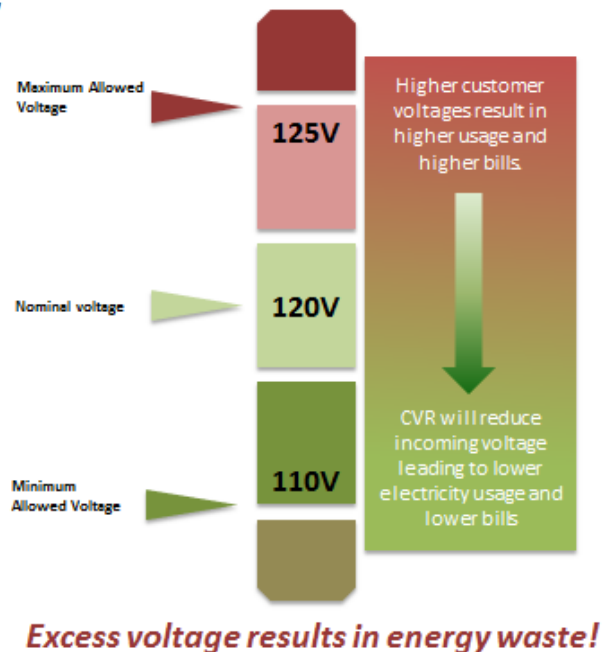 Maximum Allowed
Voltage
125V
Higher customer
voltages result in
higher usage and
higher bills.
Nominal voltage
120V
CVR will reduce
incoming voltage
leading to lower
electricity usage and
lower bills
110V
Minimum
Allowed Voltage
Excess voltage results in energy waste!